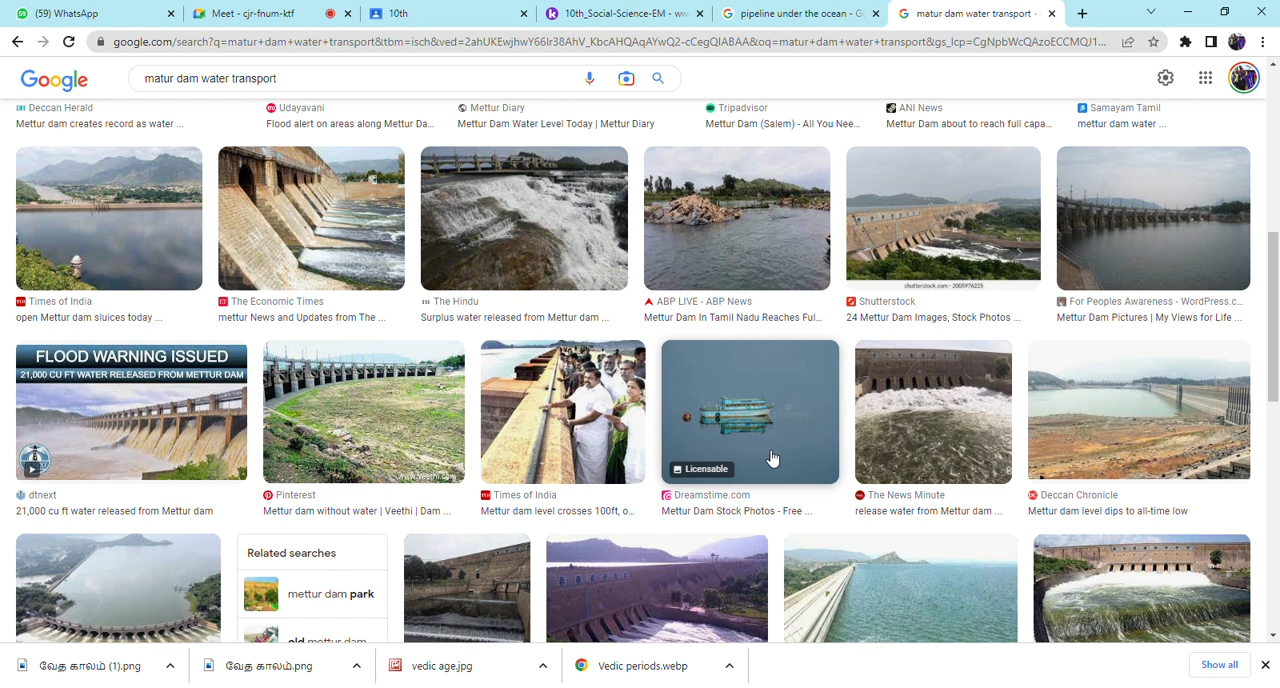 (59) WhatsApp
Meet - cjr-fnum-ktf
10th
10th_Social-Science-EM - ww
pipeline under the ocean - Go
matur dam water transport -
google.com/search?q=matur+dam+water+transport&tbm=isch&ved=2ahUKEwjhwY66Ir38AhV_KbcAHQAqAYwQ2-cCegQIABAA&oq=matur+dam+water+transport&gs_lcp=CgNpbWcQAzoECCMQJ1...
Google
matur dam water transport
Deccan Herald
Udayavani
Mettur Diary
Tripadvisor
ANI News
Samayam Tamil
Mettur dam creates record as water ...
Flood alert on areas along Mettur Da...
Mettur Dam Water Level Today | Mettur Diary
Mettur Dam (Salem) - All You Nee...
Mettur Dam about to reach full capa...
mettur dam water ...
shutterstock.com · 2005976225
Times of India
The Economic Times
The Hindu
ABP LIVE - ABP News
Shutterstock
For Peoples Awareness - WordPress.c...
open Mettur dam sluices today ...
mettur News and Updates from The ...
Surplus water released from Mettur dam ...
Mettur Dam In Tamil Nadu Reaches Ful...
24 Mettur Dam Images, Stock Photos ...
Mettur Dam Pictures | My Views for Life ...
FLOOD WARNING ISSUED
21,000 CU FT WATER RELEASED FROM METTUR DAM
www.veethi.com
Licensable
dtnext
Pinterest
Times of India
Dreamstime.com
The News Minute
Deccan Chronicle
21,000 cu ft water released from Mettur dam
Mettur dam without water | Veethi | Dam ...
Mettur dam level crosses 100ft, o...
Mettur Dam Stock Photos - Free ...
release water from Mettur dam ...
Mettur dam level dips to all-time low
Related searches
mettur dam park
old mettur dam
வேத காலம் (1).png
வேத காலம்.png
vedic age.jpg
Vedic periods.webp
Show all